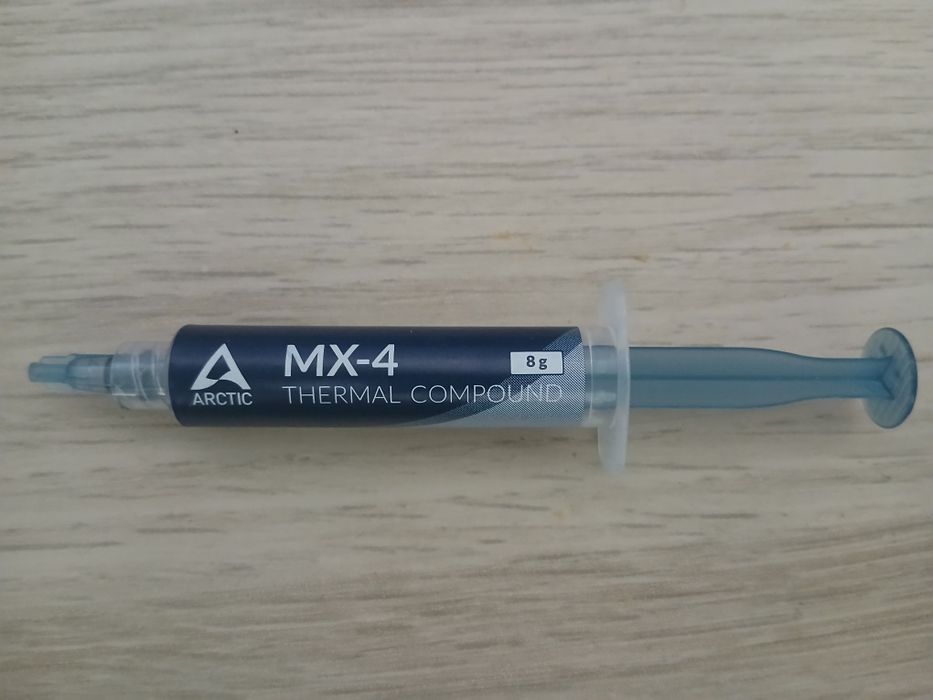 ARCTIC
MX-4
THERMAL COMPOUND
8g